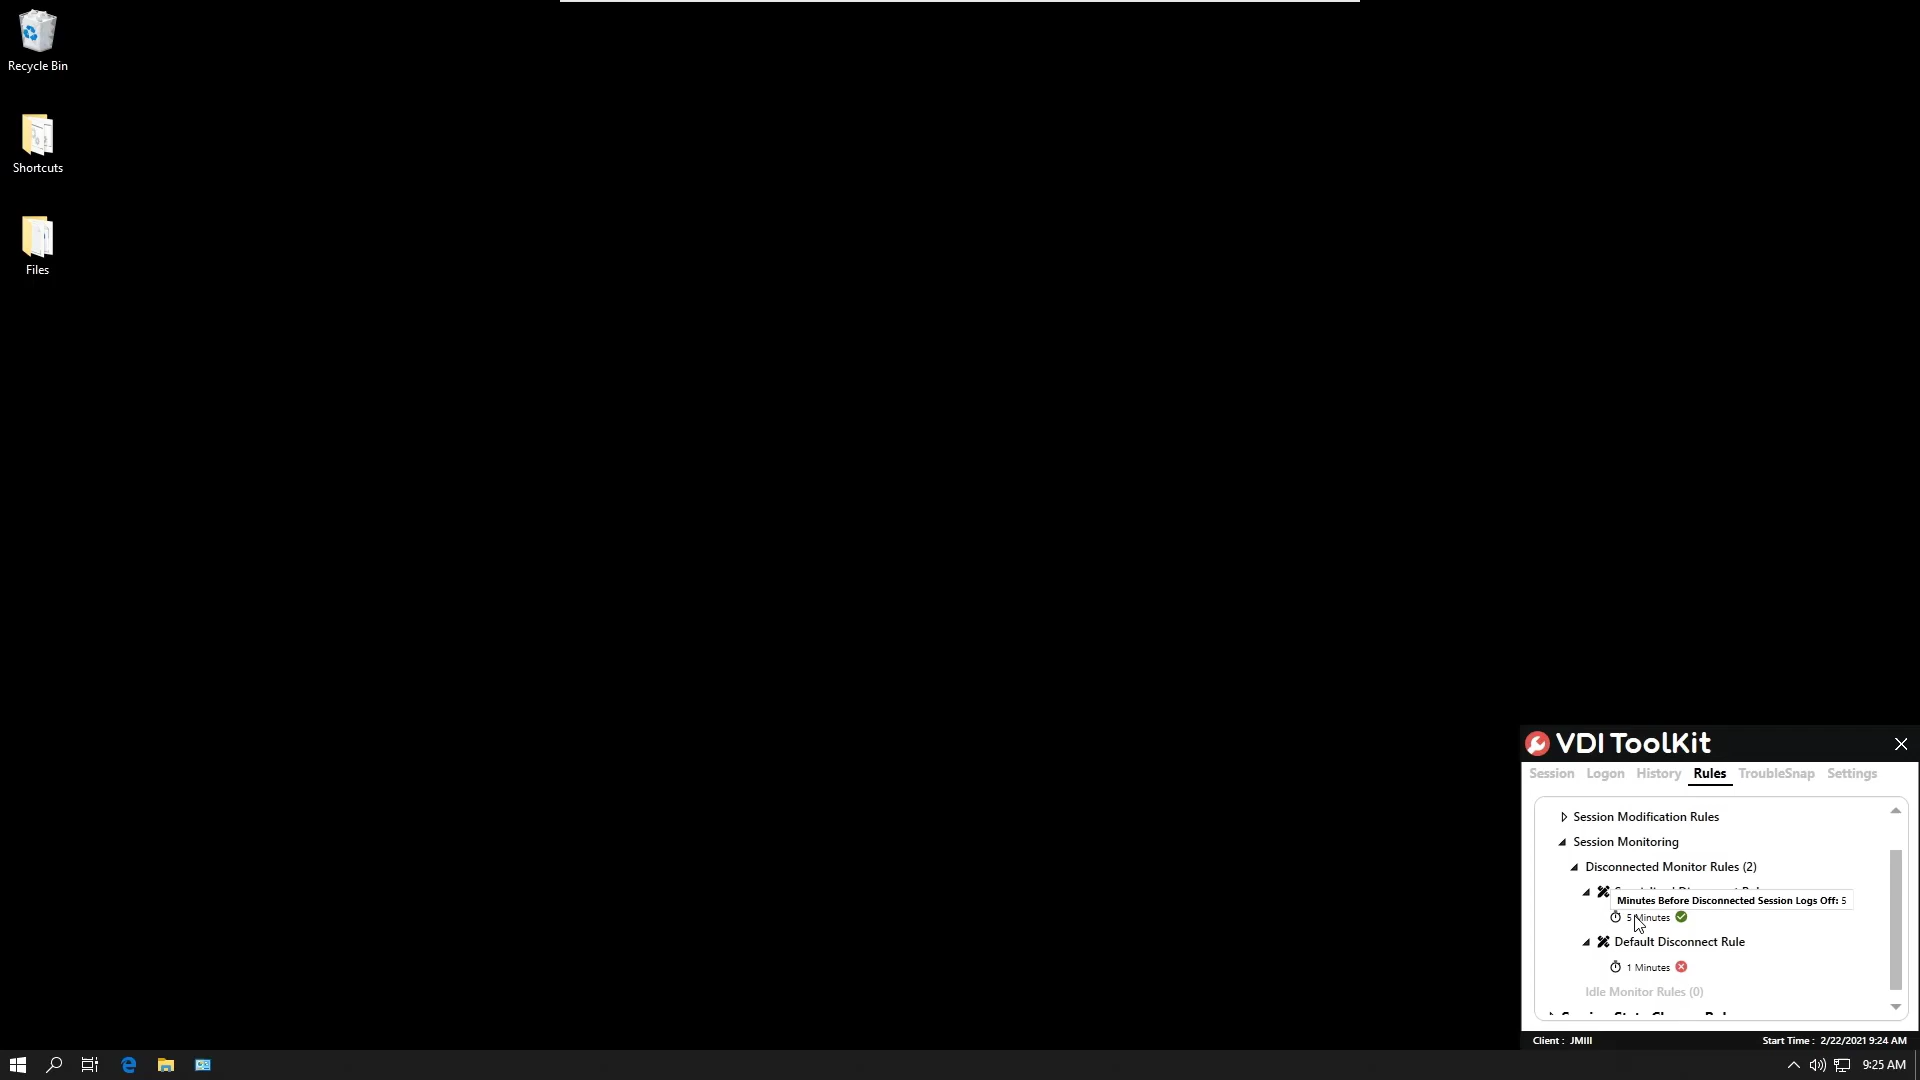 Recycle Bin
Shortcuts
Files
VDI ToolKit
Session Logon History Rules TroubleSnap Settings
Session Modification Rules
Session Monitoring
Disconnected Monitor Rules (2)
Minutes Before Disconnected Session Logs Off: 5
5 Minutes
Default Disconnect Rule
1 Minutes
Idle Monitor Rules (0)
Client : JMIII
Start Time : 2/22/2021 9:24 AM
9:25 AM